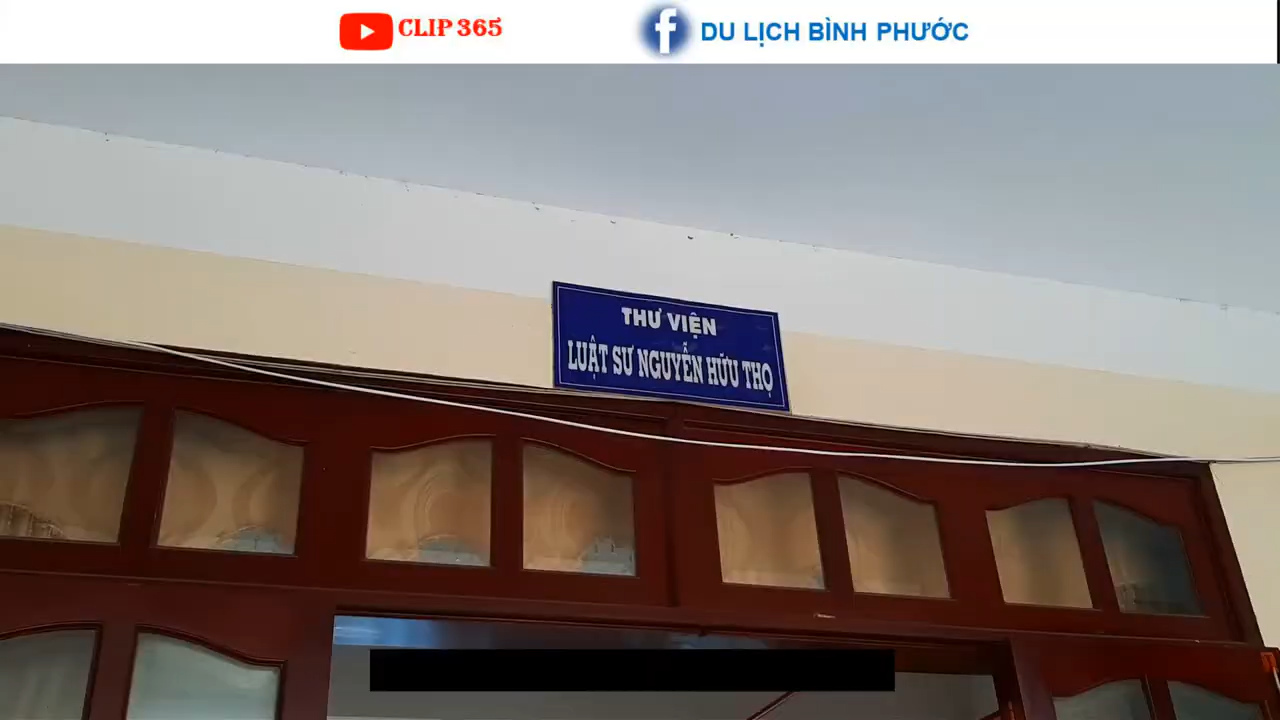 CLIP 365
DU LỊCH BÌNH PHƯỚC
THƯ VIỆN
LUẬT SƯ NGUYỄN HỮU THỌ